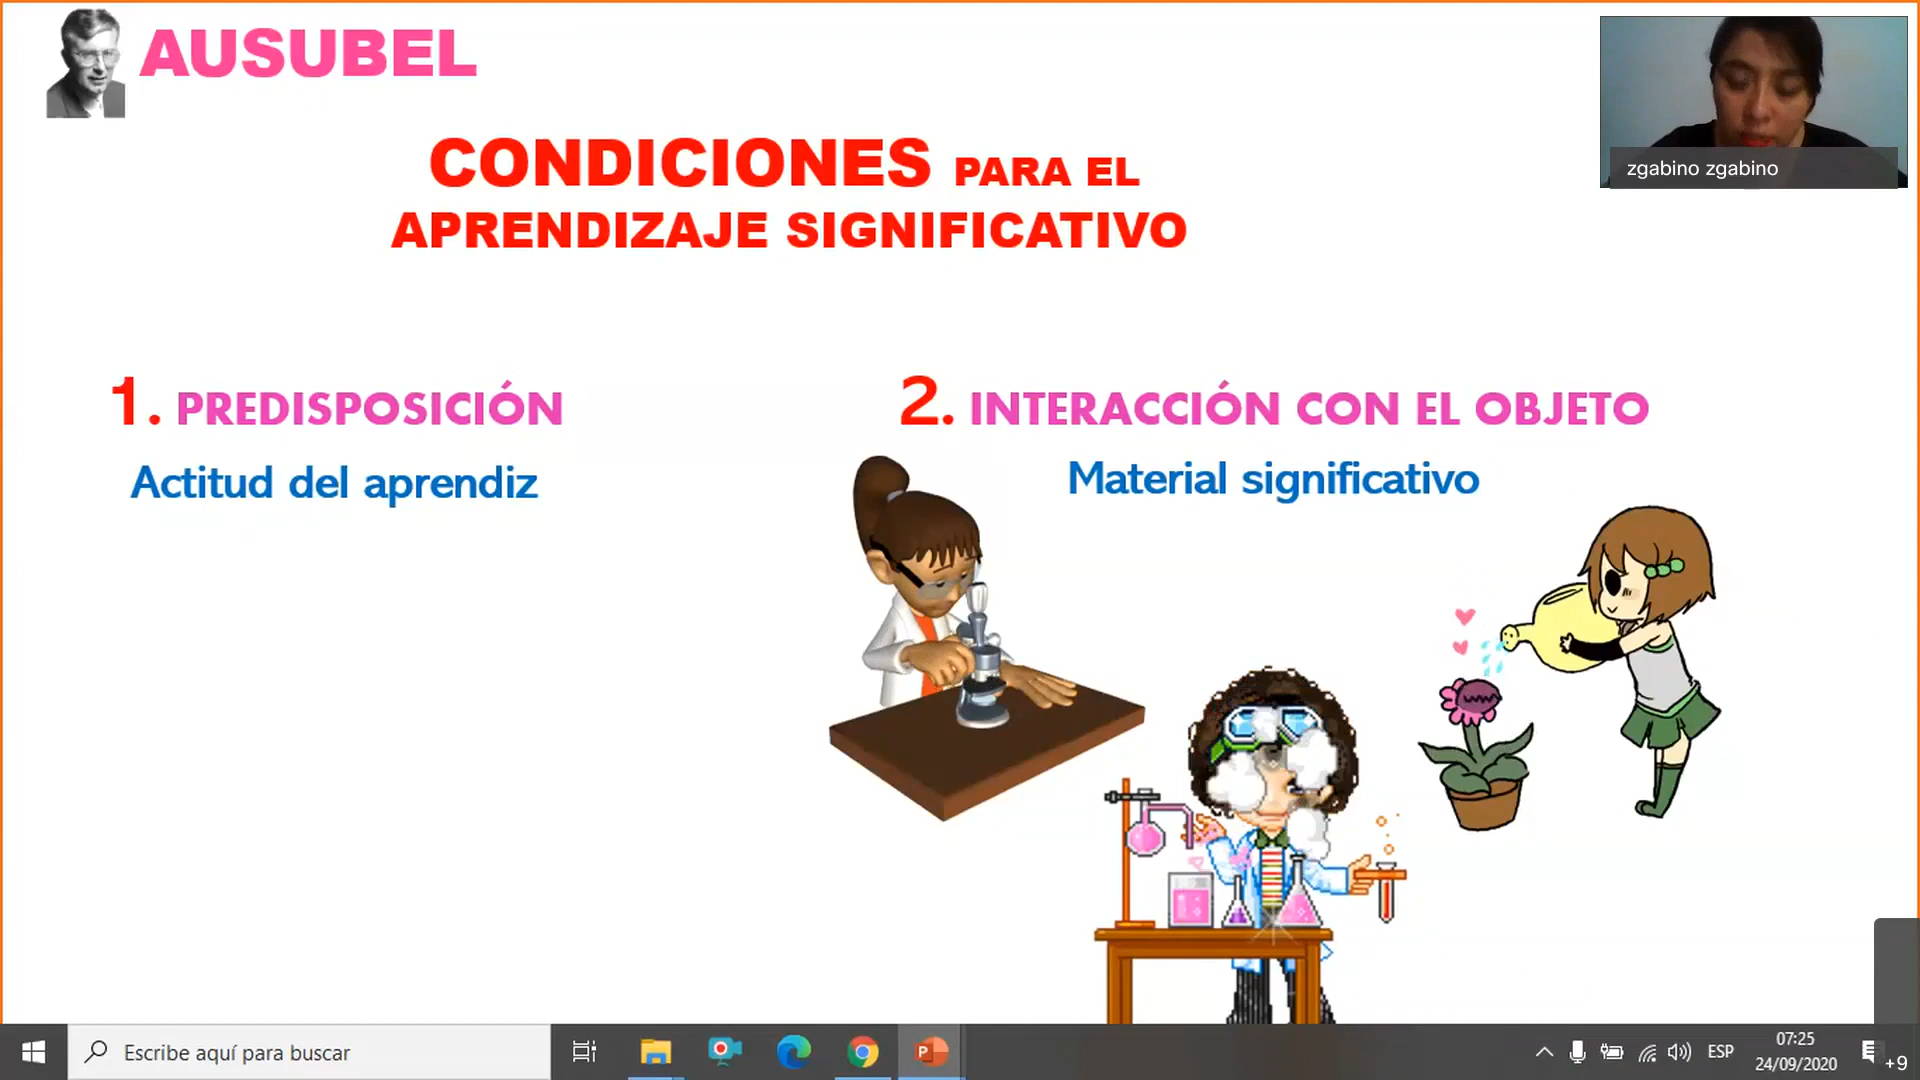 AUSUBEL
zgabino zgabino
CONDICIONES PARA EL
APRENDIZAJE SIGNIFICATIVO
1. PREDISPOSICIÓN
Actitud del aprendiz
2. INTERACCIÓN CON EL OBJETO
Material significativo
Escribe aquí para buscar
ESP
07:25
24/09/2020
+9